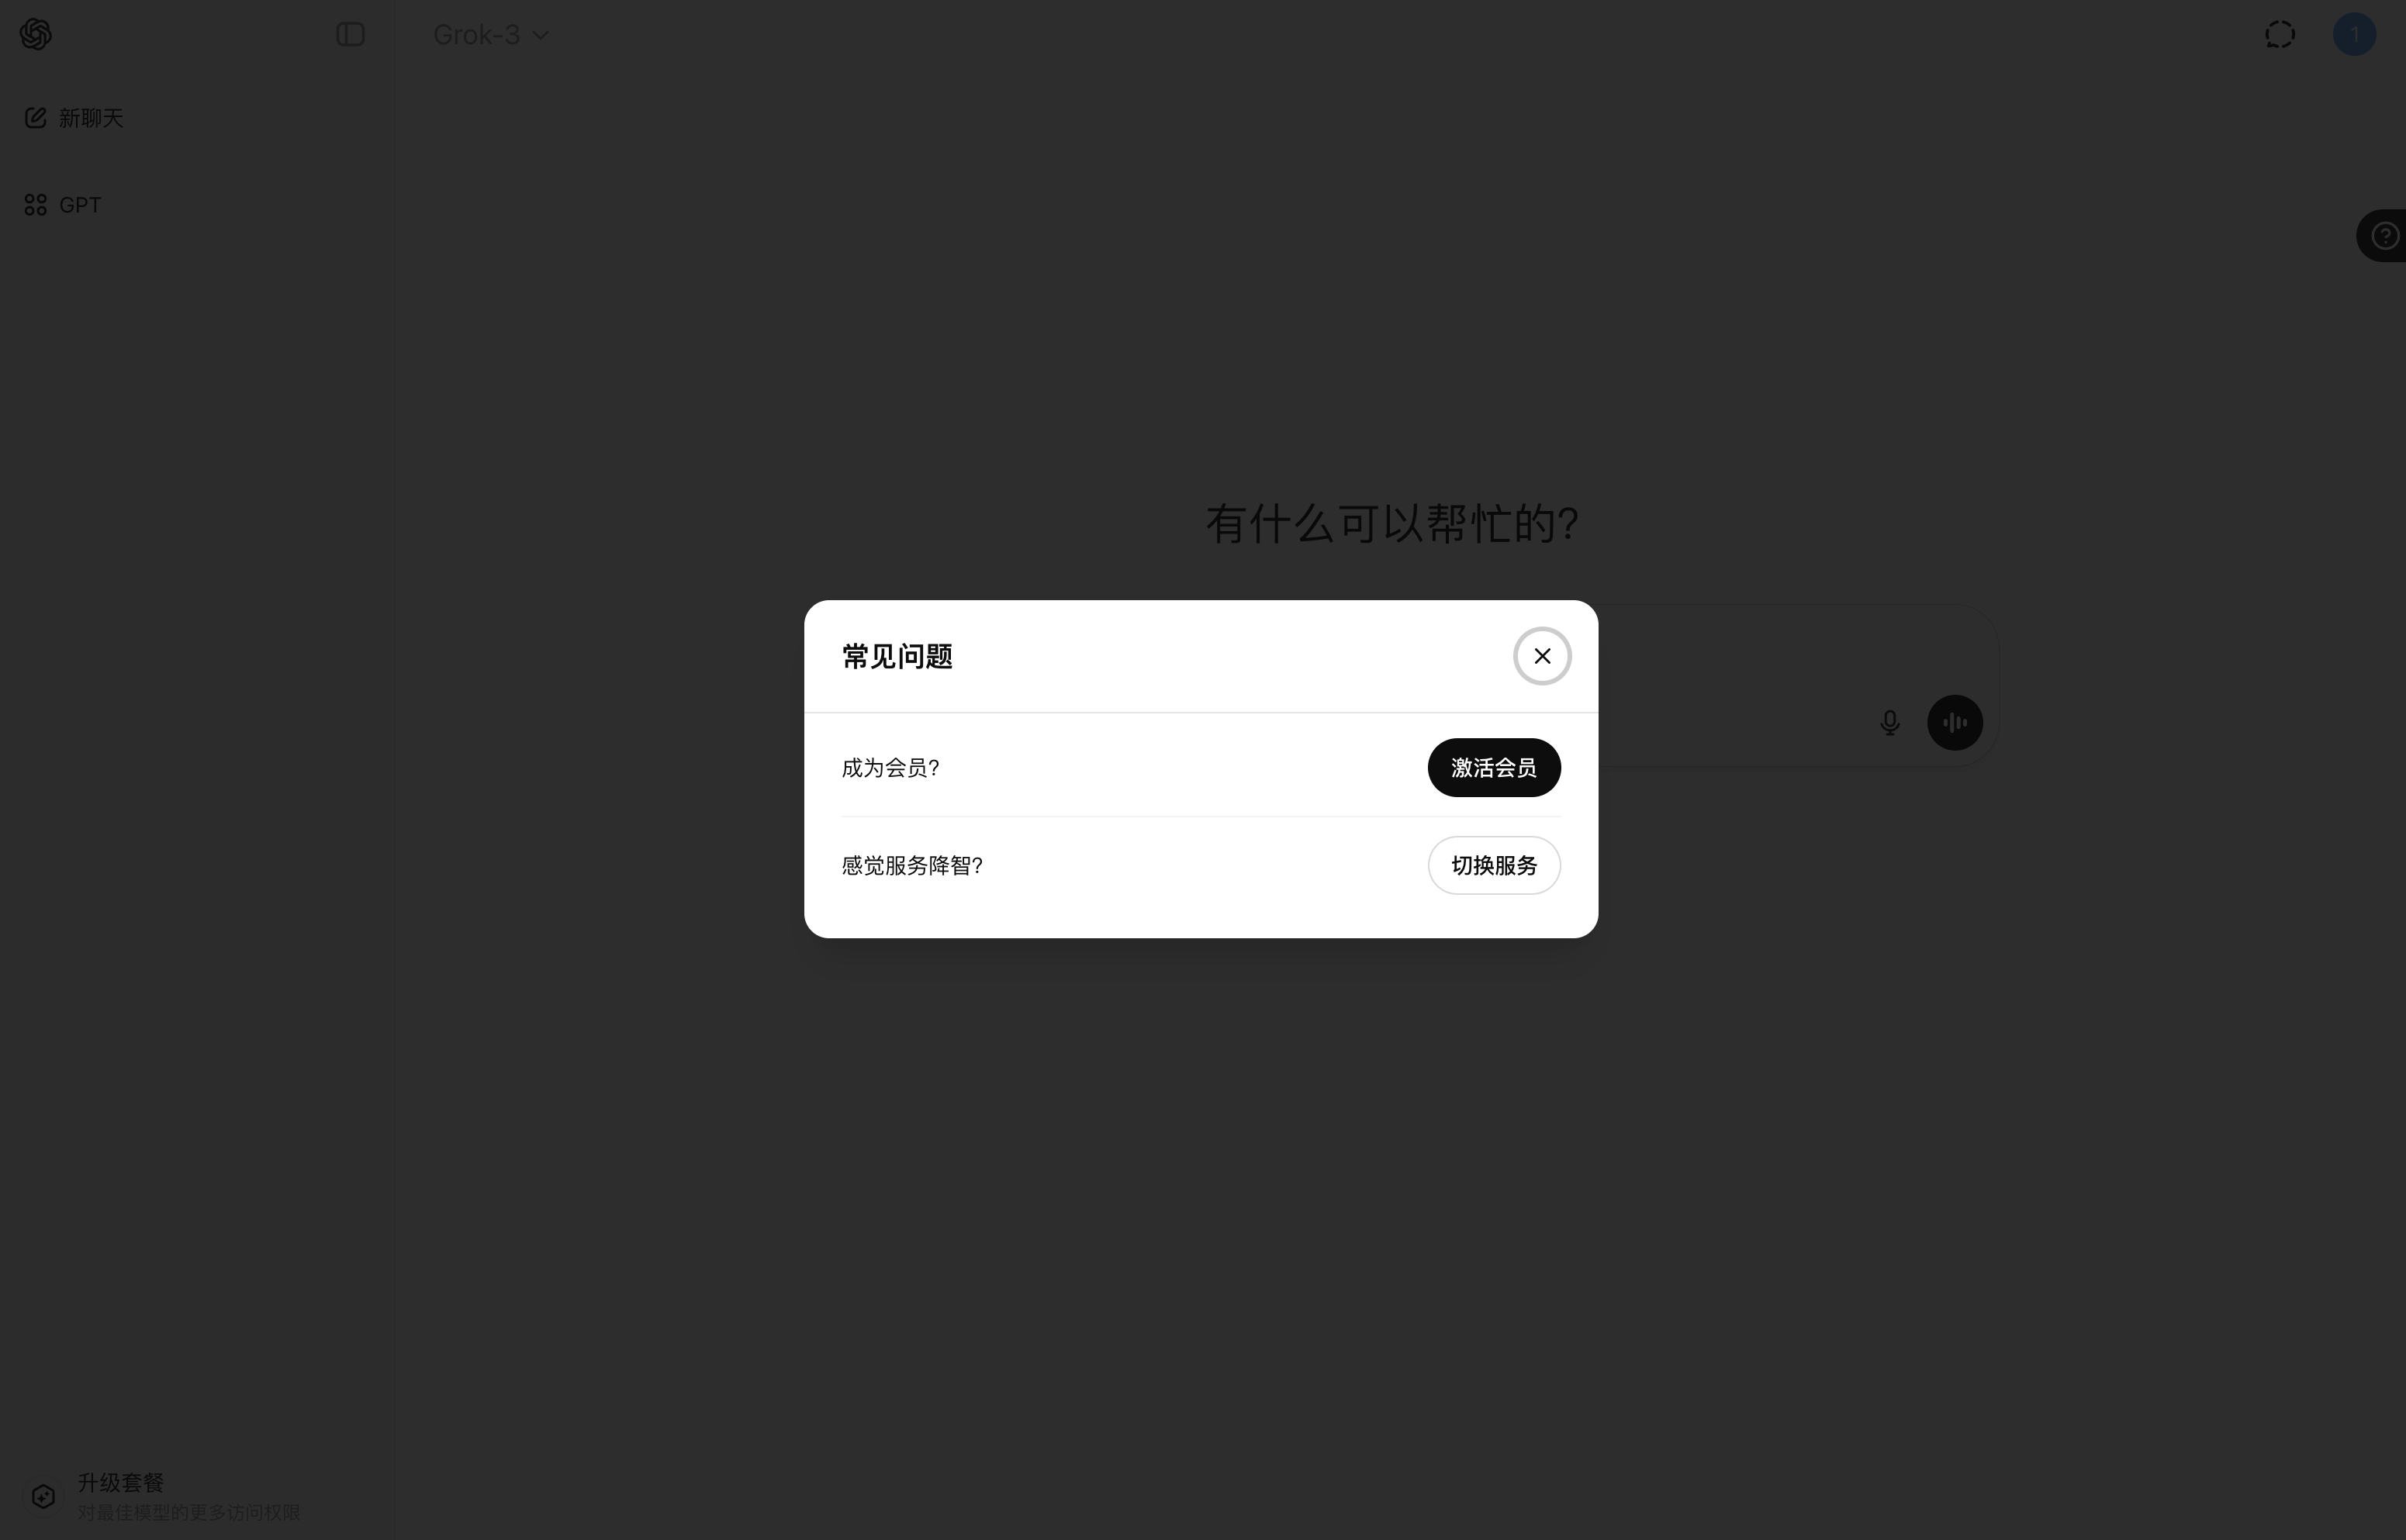 Grok-3
1
新聊天
GPT
有什么可以帮忙的?
常见问题
成为会员?
激活会员
感觉服务降智?
切换服务
升级套餐
对最佳模型的更多访问权限